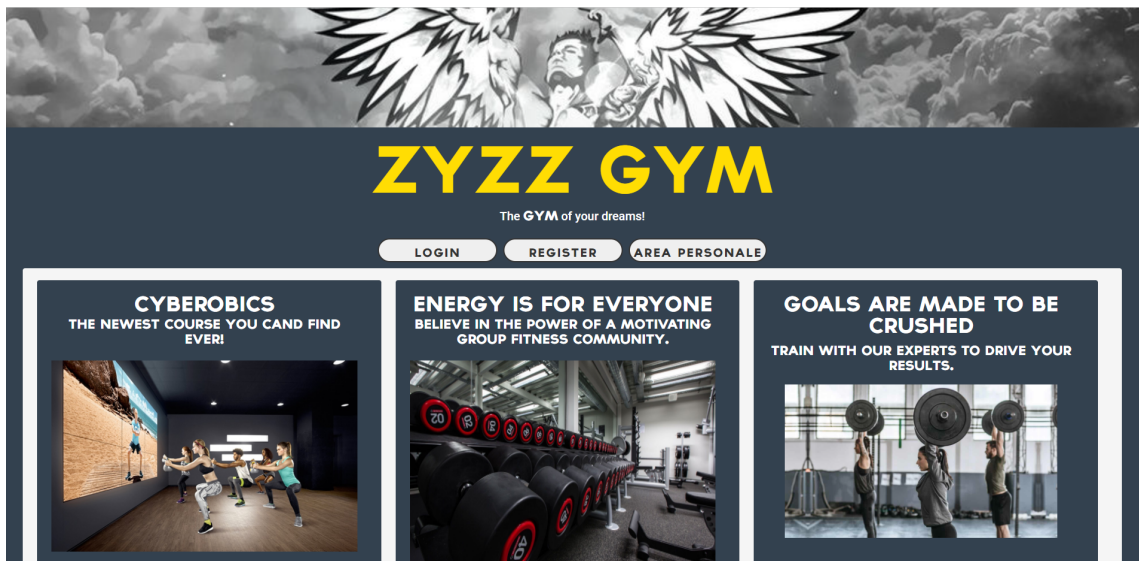 ZYZZ GYM
The GYM of your dreams!
LOGIN REGISTER AREA PERSONALE
CYBEROBICS
THE NEWEST COURSE YOU CAND FIND
EVER!
ENERGY IS FOR EVERYONE
BELIEVE IN THE POWER OF A MOTIVATING
GROUP FITNESS COMMUNITY.
GOALS ARE MADE TO BE
CRUSHED
TRAIN WITH OUR EXPERTS TO DRIVE YOUR
RESULTS.